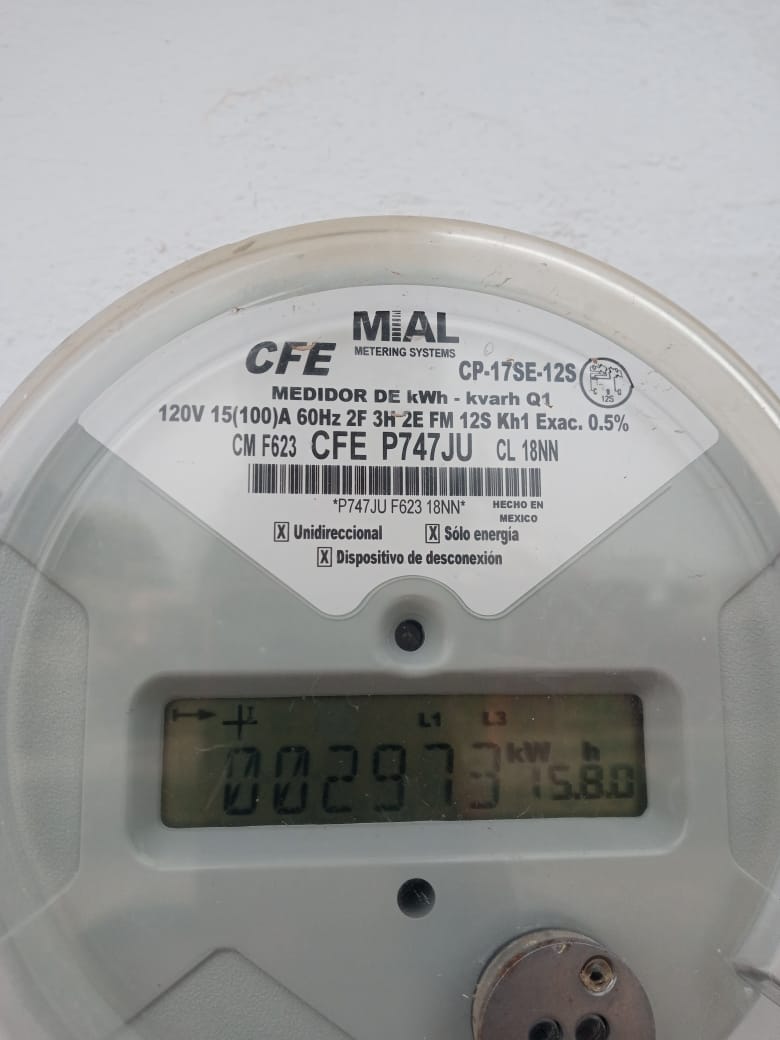 MIAL
METERING SYSTEMS
CFE
CP-17SE-12S
12S
MEDIDOR DE kWh - kvarh Q1
120V 15(100)A 60Hz 2F 3H 2E FM 12S Kh1 Exac. 0.5%
CM F623 CFE P747JU CL 18NN
*P747JU F623 18NN*
HECHO EN
MEXICO
X Unidireccional X Sólo energía
X Dispositivo de desconexión
L1 L3
002973 kW h 15.8.0